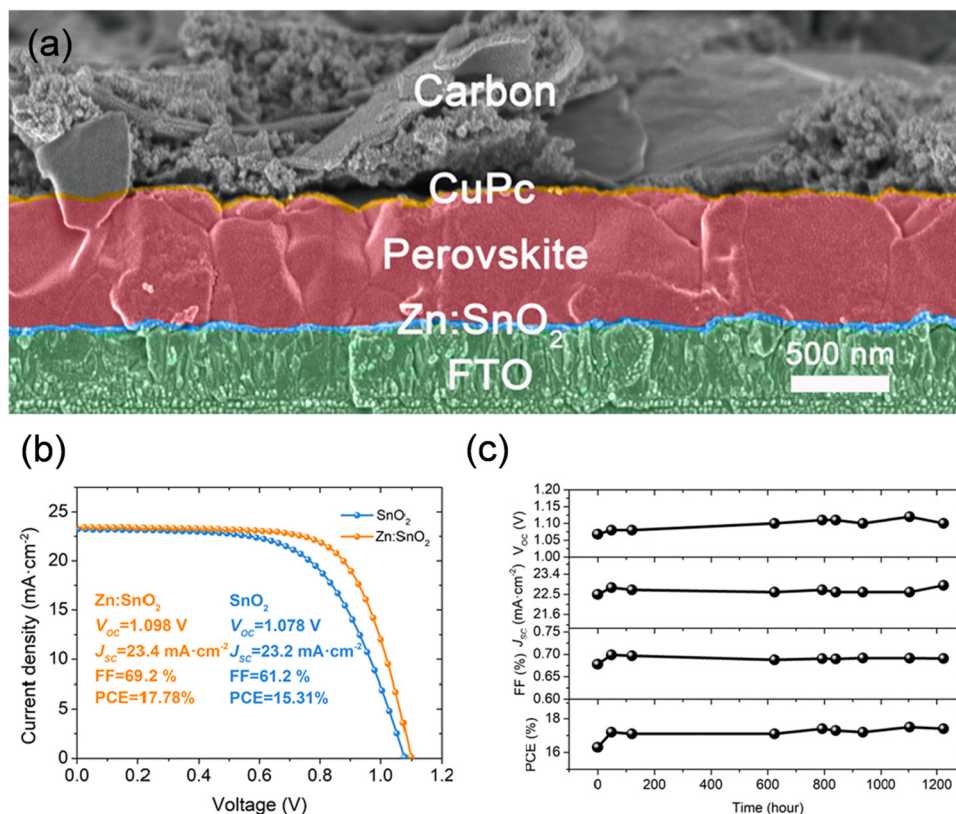 (a)
Carbon
CuPc
Perovskite
Zn:SnO2
FTO
500 nm
(b)
25
20
15
10
5
0
Current density (mA·cm-2)
SnO2
Zn:SnO2
Zn:SnO2 SnO2
VOC=1.098 V VOC=1.078 V
JSC=23.4 mA·cm-2 JSC=23.2 mA·cm-2
FF=69.2 % FF=61.2 %
PCE=17.78% PCE=15.31%
0.0 0.2 0.4 0.6 0.8 1.0 1.2
Voltage (V)
(c)
1.20
1.15
1.10
1.05
1.00
VOC (V)
22.4
21.6
JSC (mA·cm-2)
0.75
0.70
0.65
0.60
FF (%)
18
16
PCE (%)
0 200 400 600 800 1000 1200
Time (hour)